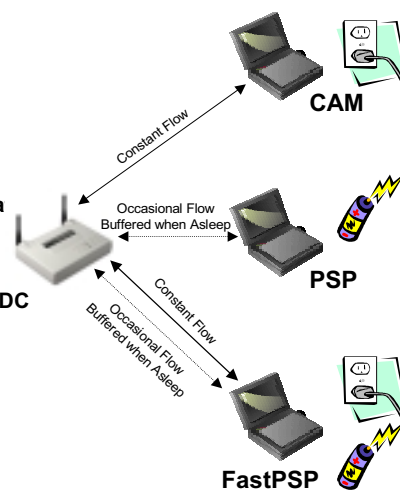 CAM
Constant Flow
a
Occasional Flow
Buffered when Asleep
PSP
DC
Constant Flow
Occasional Flow
Buffered when Asleep
FastPSP